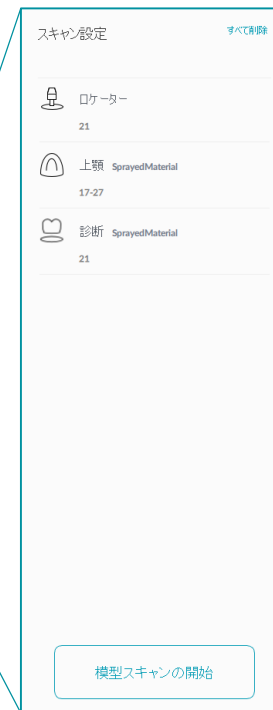 スキャン設定 すべて削除
ロケーター
21
上顎 SprayedMaterial
17-27
診断 SprayedMaterial
21
模型スキャンの開始